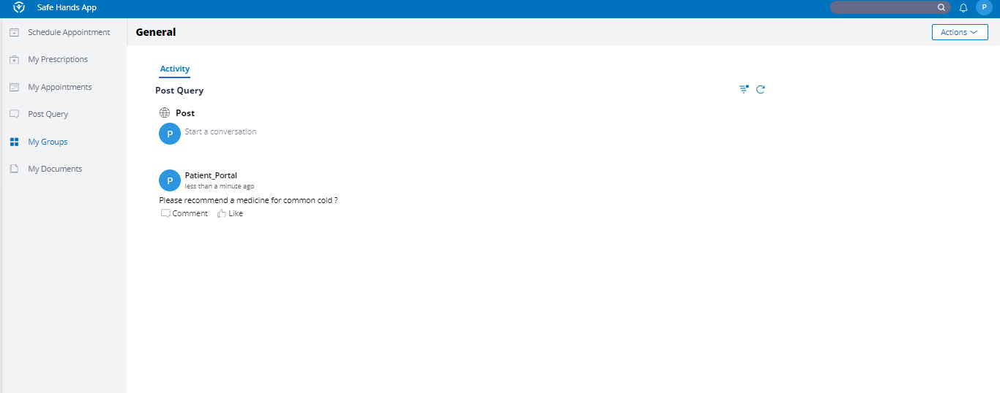 Safe Hands App
P
Schedule Appointment
My Prescriptions
My Appointments
Post Query
My Groups
My Documents
General
Actions
Activity
Post Query
Post
P
Start a conversation
P
Patient_Portal
less than a minute ago
Please recommend a medicine for common cold ?
Comment Like